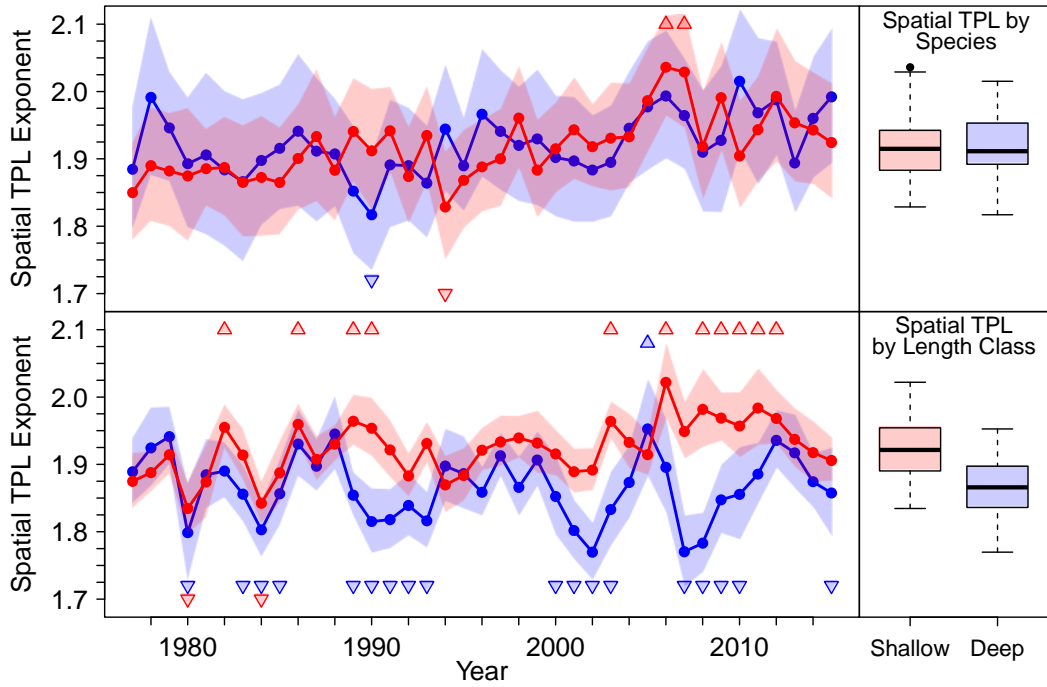 Spatial TPL Exponent
2.1
2.0
1.9
1.8
1.7
Spatial TPL by
Species
Spatial TPL Exponent
2.1
2.0
1.9
1.8
1.7
Spatial TPL
by Length Class
1980
1990
2000
2010
Year
Shallow
Deep